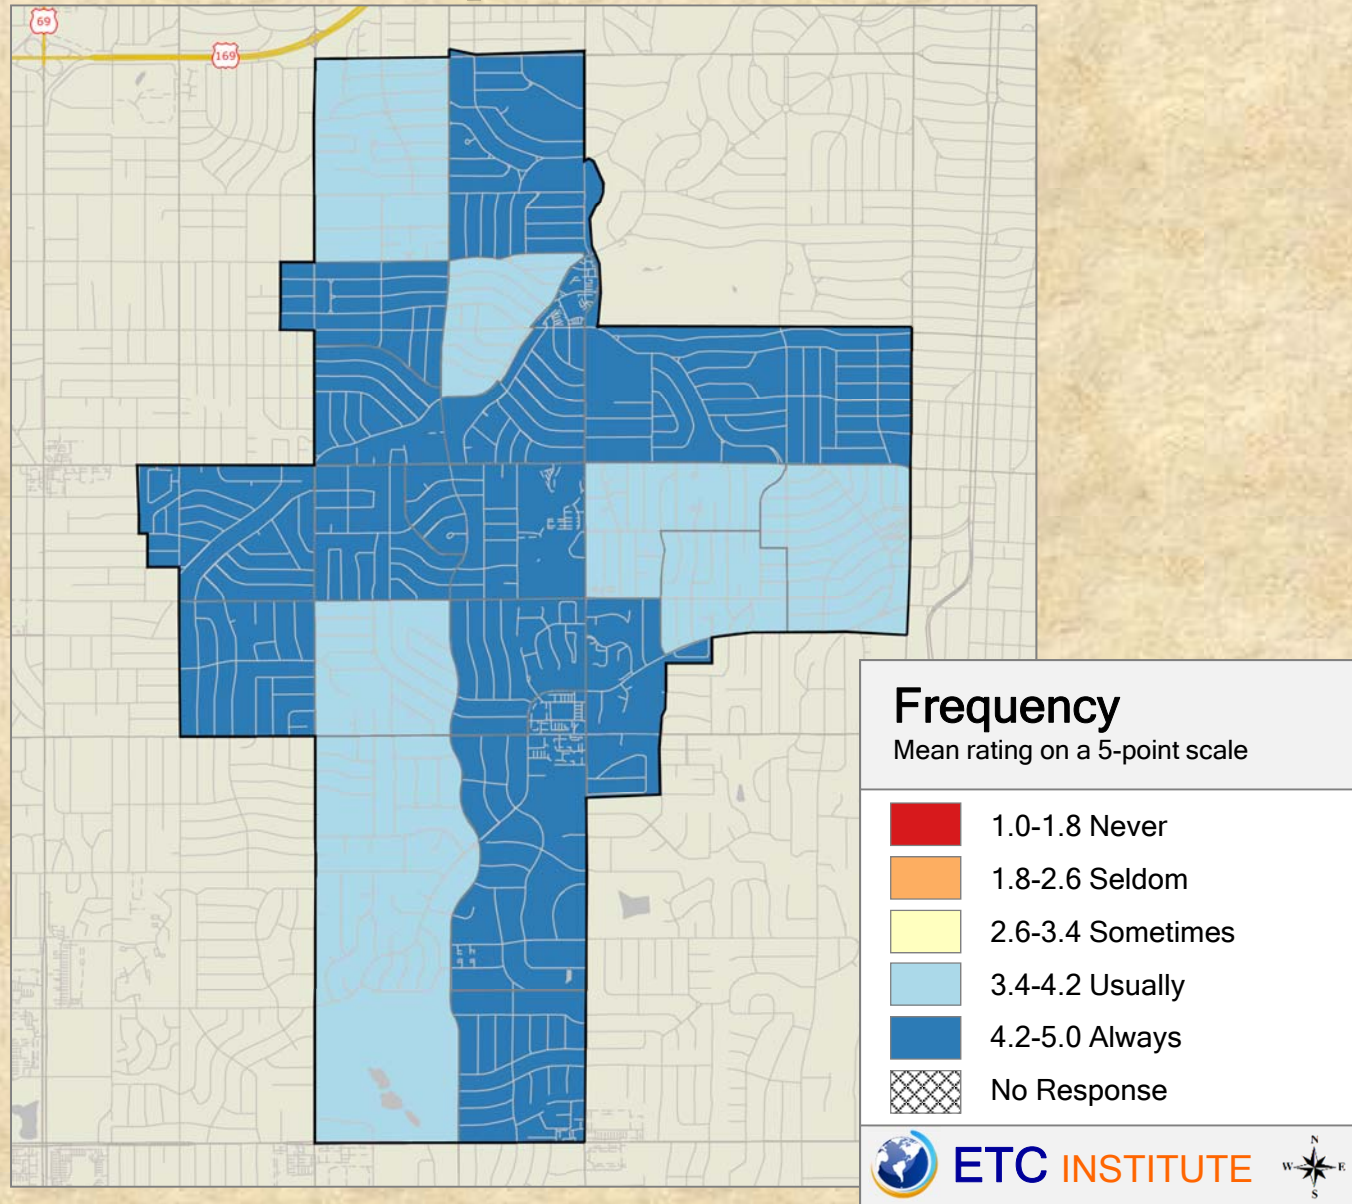 69
169
Frequency
Mean rating on a 5-point scale
1.0-1.8 Never
1.8-2.6 Seldom
2.6-3.4 Sometimes
3.4-4.2 Usually
4.2-5.0 Always
No Response
ETC INSTITUTE
N
W E
S